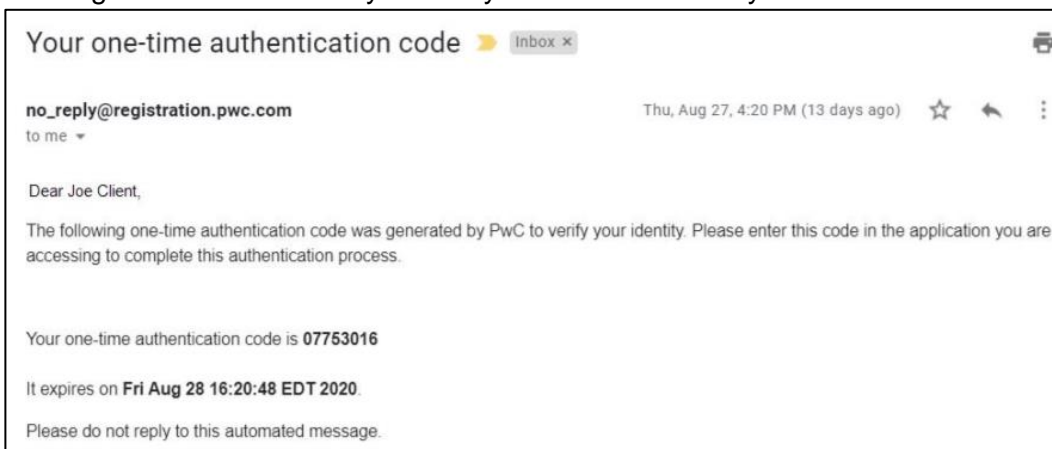 Your one-time authentication code Inbox ×
no_reply@registration.pwc.com Thu, Aug 27, 4:20 PM (13 days ago)
to me
Dear Joe Client,
The following one-time authentication code was generated by PwC to verify your identity. Please enter this code in the application you are
accessing to complete this authentication process.
Your one-time authentication code is 07753016
It expires on Fri Aug 28 16:20:48 EDT 2020.
Please do not reply to this automated message.